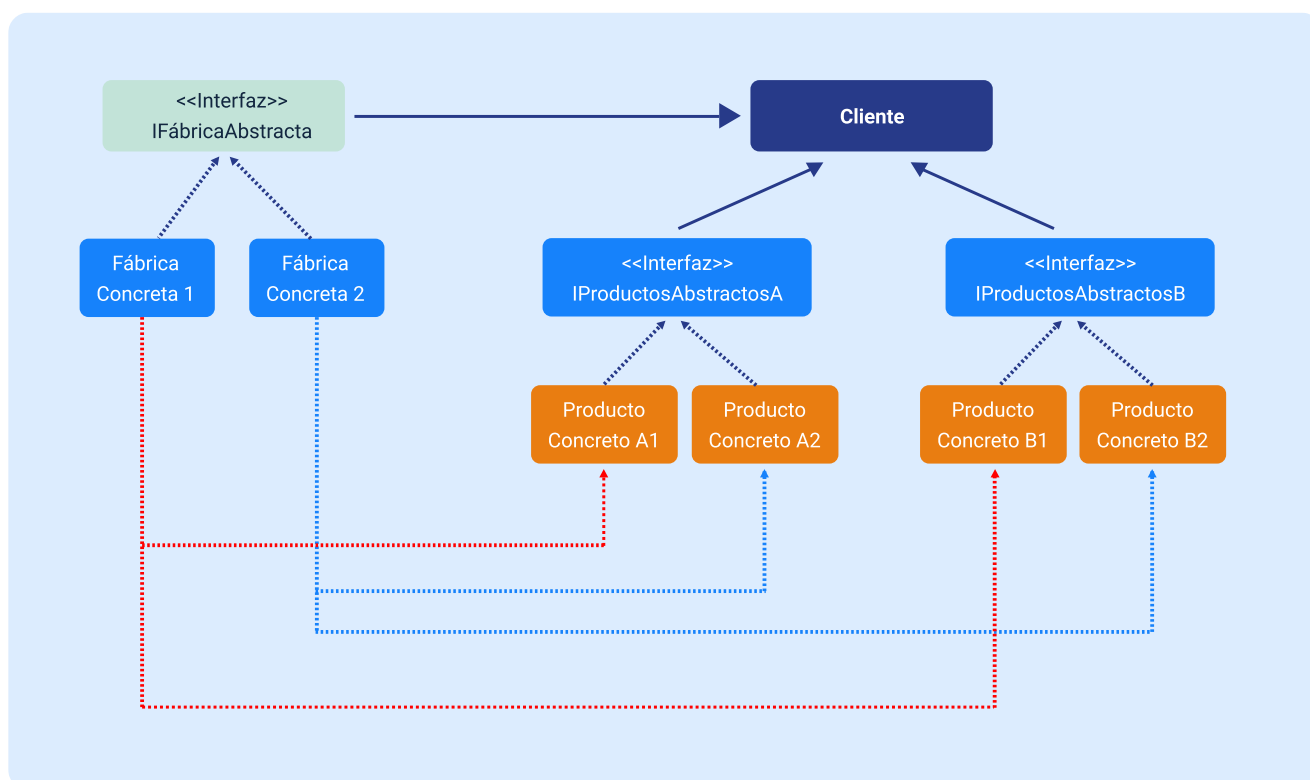 <<Interfaz>>
IFábricaAbstracta
Cliente
Fábrica
Concreta 1
Fábrica
Concreta 2
<<Interfaz>>
IProductosAbstractosA
<<Interfaz>>
IProductosAbstractosB
Producto
Concreto A1
Producto
Concreto A2
Producto
Concreto B1
Producto
Concreto B2